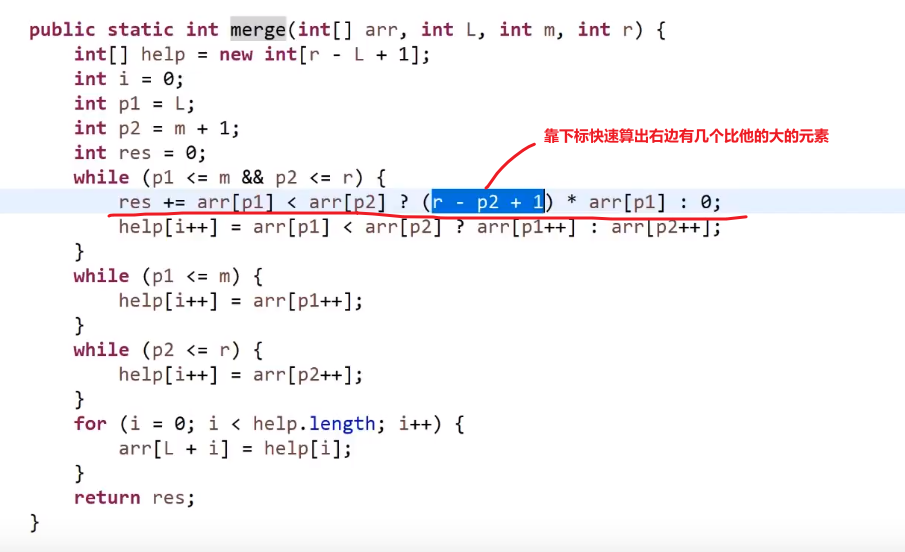 public static int merge(int[] arr, int L, int m, int r) {
int[] help = new int[r - L + 1];
int i = 0;
int p1 = L;
int p2 = m + 1;
靠下标快速算出右边有几个比他的大的元素
int res = 0;
while (p1 <= m && p2 <= r) {
res += arr[p1] < arr[p2] ? (r - p2 + 1) * arr[p1] : 0;
help[i++] = arr[p1] < arr[p2] ? arr[p1++] : arr[p2++];
}
while (p1 <= m) {
help[i++] = arr[p1++];
}
while (p2 <= r) {
help[i++] = arr[p2++];
}
for (i = 0; i < help.length; i++) {
arr[L + i] = help[i];
}
return res;
}